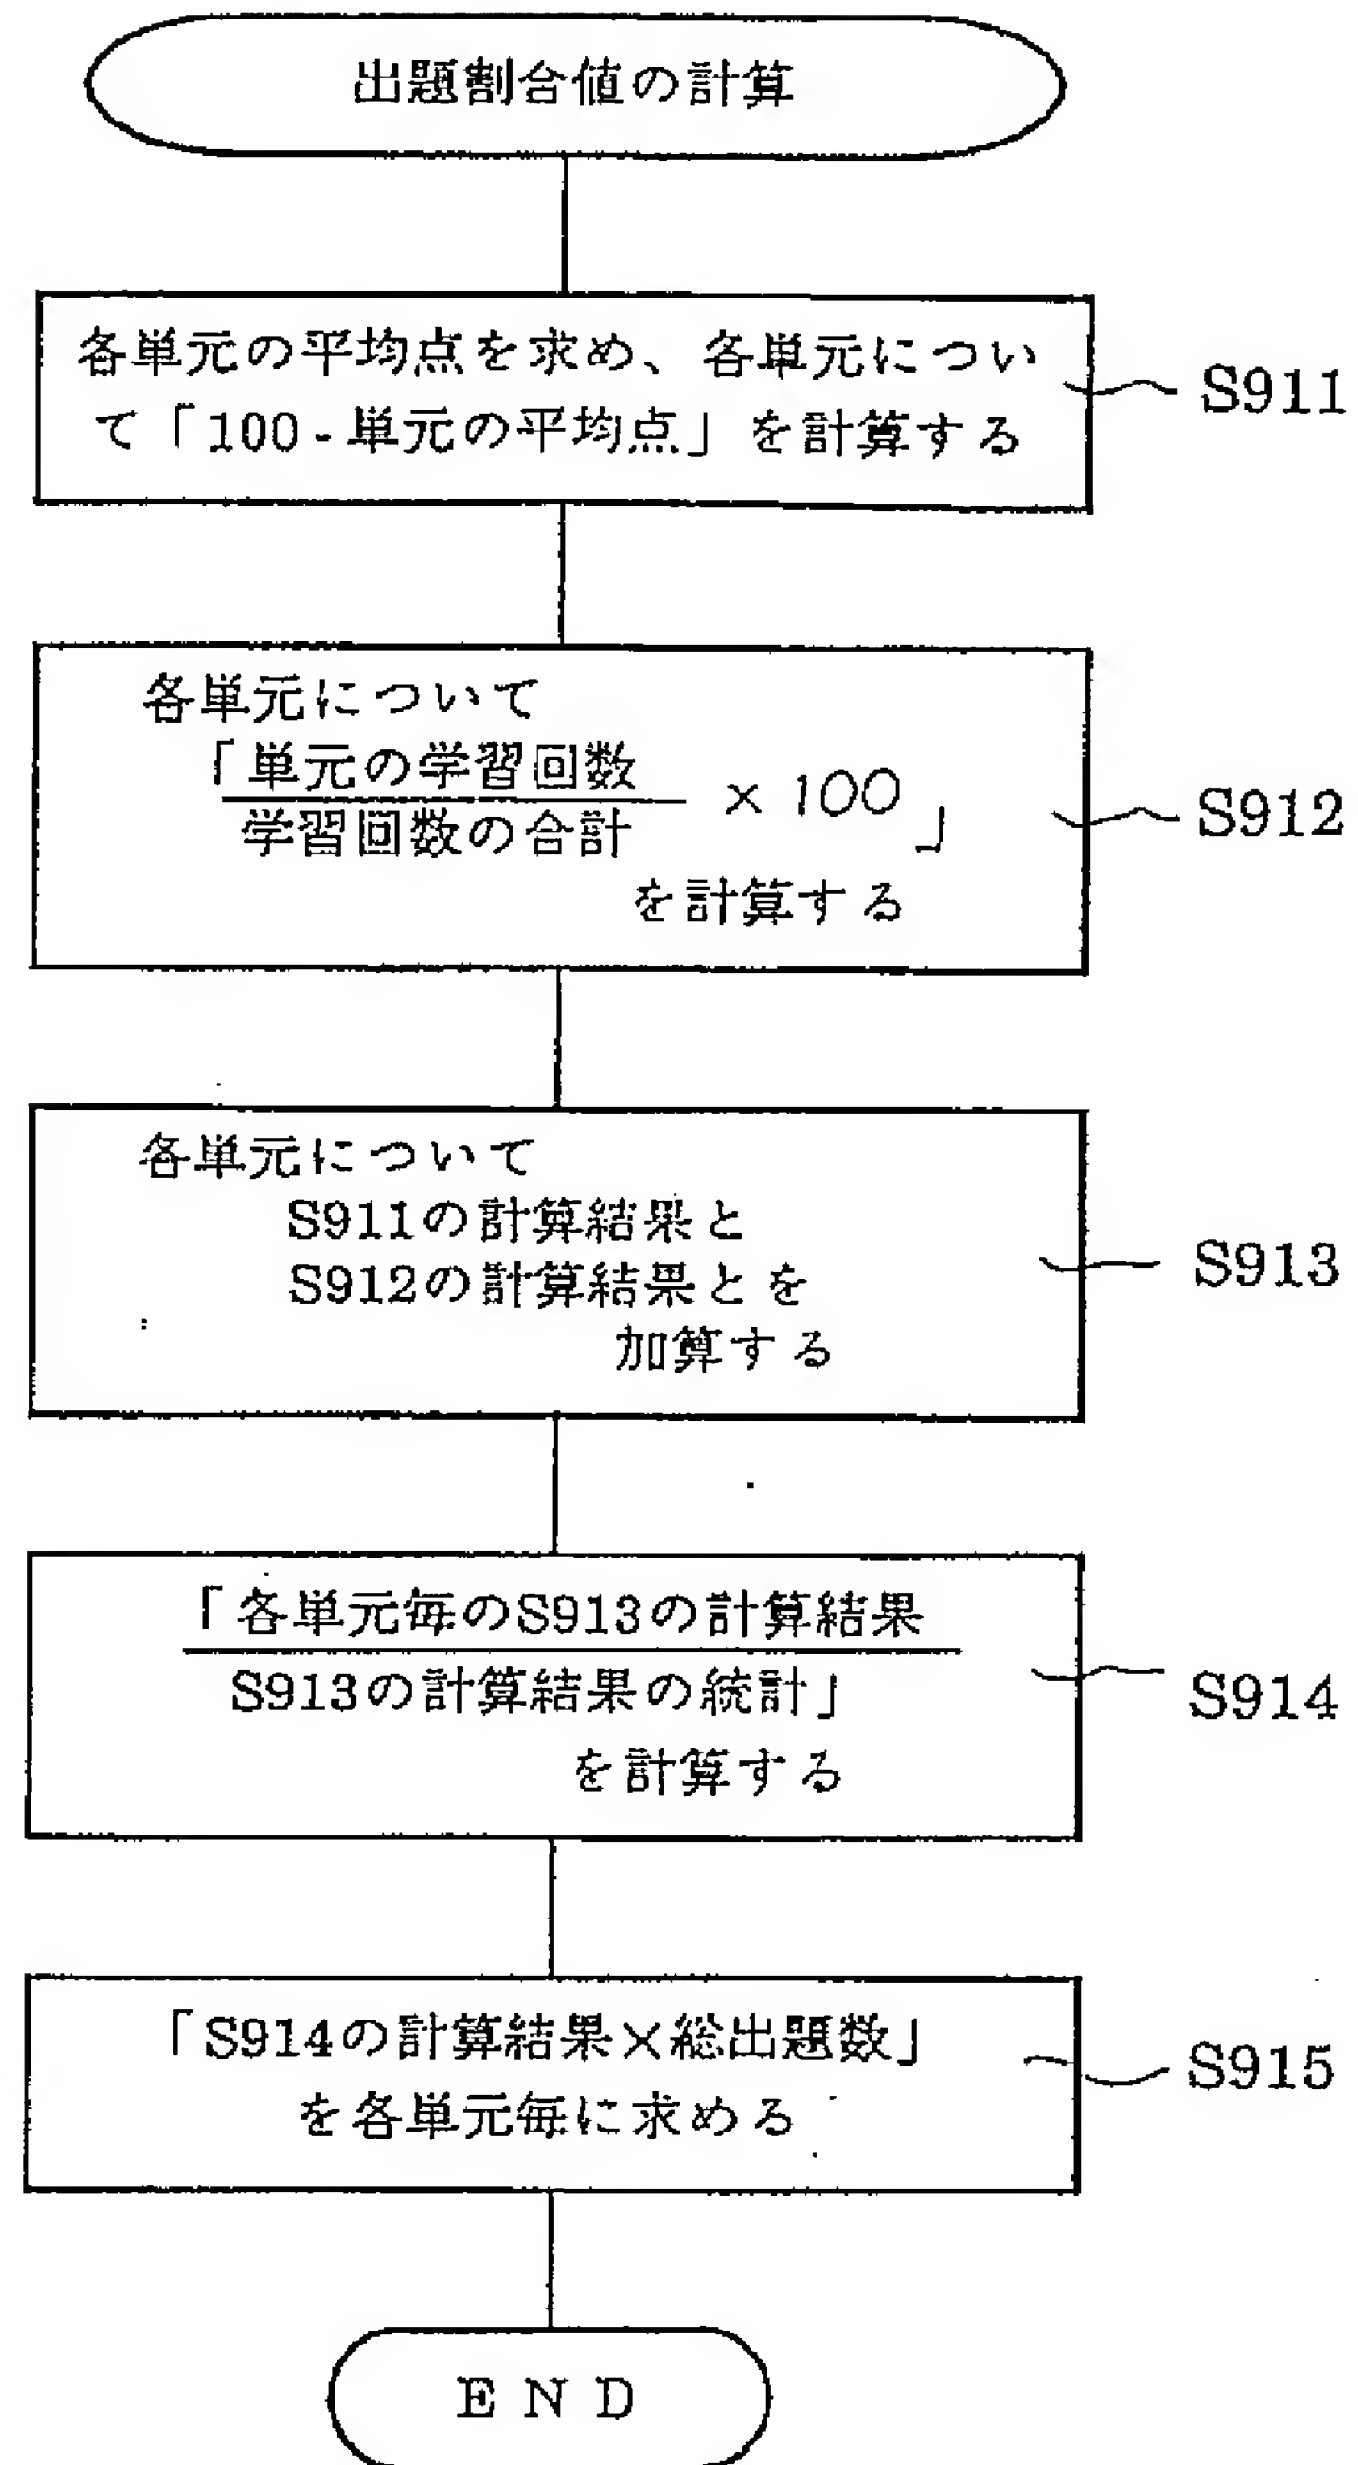 出題割合値の計算
各単元の平均点を求め、各単元につい
て「100-単元の平均点」を計算する
S911
各単元について
「単元の学習回数
学習回数の合計
× 100」
を計算する
S912
各単元について
S911の計算結果と
S912の計算結果とを
加算する
S913
「各単元毎のS913の計算結果
S913の計算結果の統計」
を計算する
S914
「S914の計算結果×総出題数」
を各単元毎に求める
S915
END